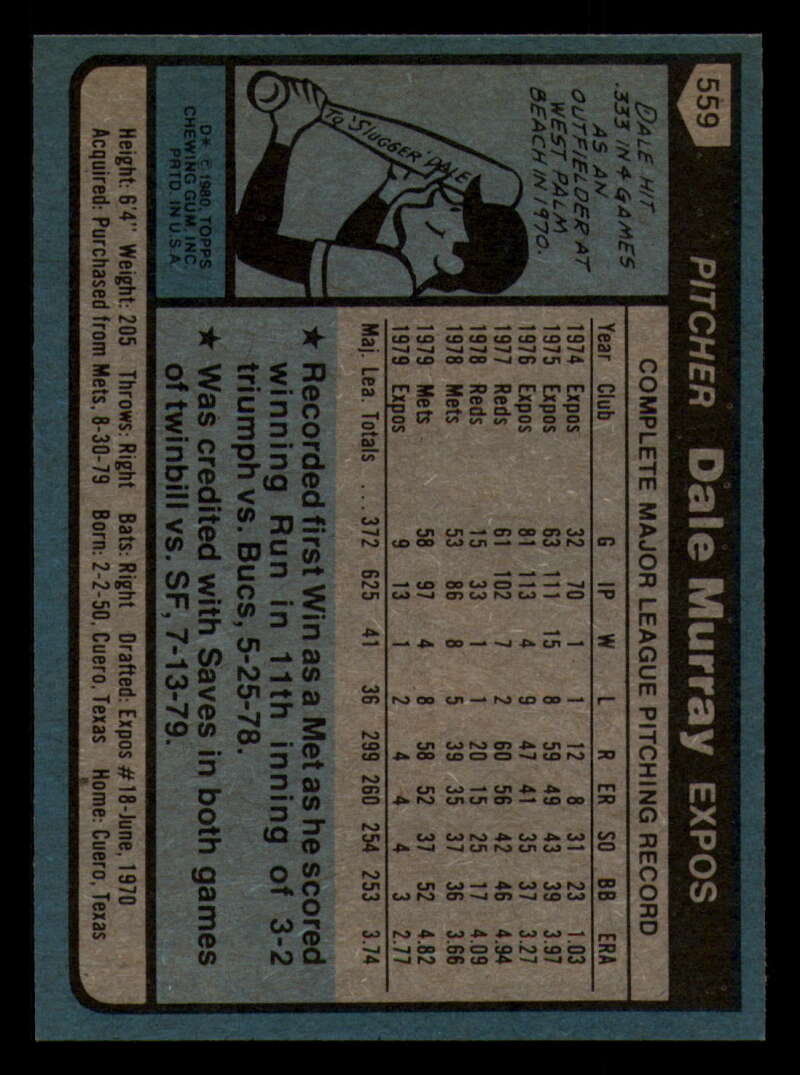 559
PITCHER Dale Murray EXPOS
DALE HIT
.333 IN 4 GAMES
AS AN
OUTFIELDER AT
WEST PALM
BEACH IN 1970.
TO 'SLUGGER' DALE
D* © 1980 TOPPS
CHEWING GUM, INC.
PRTD. IN U.S.A.
COMPLETE MAJOR LEAGUE PITCHING RECORD
Year Club G IP W L R ER SO BB ERA
1974 Expos 32 70 1 1 12 8 31 23 1.03
1975 Expos 63 111 15 8 59 49 43 39 3.97
1976 Expos 81 113 4 9 47 41 35 37 3.27
1977 Reds 61 102 7 2 60 56 42 46 4.94
1978 Reds 15 33 1 1 20 15 25 17 4.09
1978 Mets 53 86 8 5 39 35 37 36 3.66
1979 Mets 58 97 4 8 58 52 37 52 4.82
1979 Expos 9 13 1 2 4 4 4 3 2.77
Maj. Lea. Totals ... 372 625 41 36 299 260 254 253 3.74
★ Recorded first Win as a Met as he scored
winning Run in 11th inning of 3-2
triumph vs. Bucs, 5-25-78.
★ Was credited with Saves in both games
of twinbill vs. SF, 7-13-79.
Height: 6'4" Weight: 205 Throws: Right Bats: Right Drafted: Expos #18-June, 1970
Acquired: Purchased from Mets, 8-30-79 Born: 2-2-50, Cuero, Texas Home: Cuero, Texas